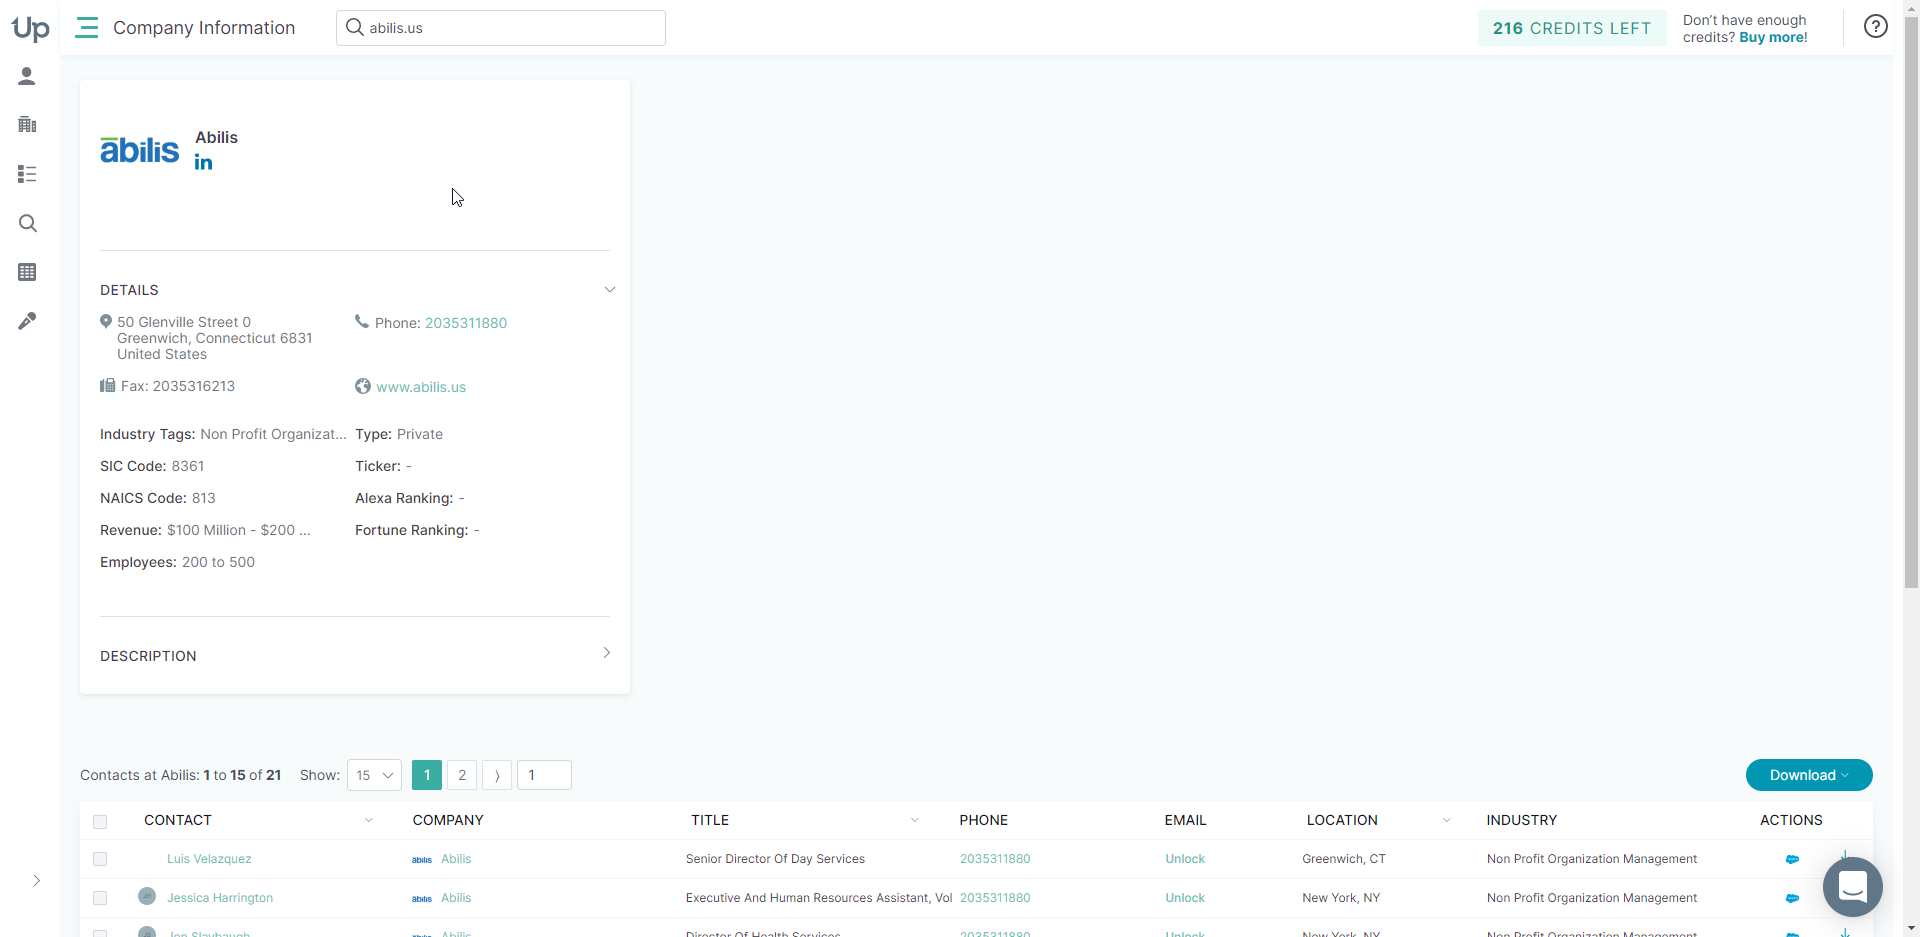 Up
Company Information
abilis.us
216 CREDITS LEFT
Don't have enough
credits? Buy more!
abilis
Abilis
in
DETAILS
50 Glenville Street 0
Greenwich, Connecticut 6831
United States
Phone: 2035311880
Fax: 2035316213
www.abilis.us
Industry Tags: Non Profit Organizat...
Type: Private
SIC Code: 8361
Ticker: -
NAICS Code: 813
Alexa Ranking: -
Revenue: $100 Million - $200 ...
Fortune Ranking: -
Employees: 200 to 500
DESCRIPTION
Contacts at Abilis: 1 to 15 of 21 Show: 15 1 2 ⟩ 1
Download
CONTACT COMPANY TITLE PHONE EMAIL LOCATION INDUSTRY ACTIONS
Luis Velazquez abilis Abilis Senior Director Of Day Services 2035311880 Unlock Greenwich, CT Non Profit Organization Management
JH Jessica Harrington abilis Abilis Executive And Human Resources Assistant, Vol 2035311880 Unlock New York, NY Non Profit Organization Management
Jon Slaybaugh Abilis Director Of Health Services 2035311880 Unlock New York, NY Non Profit Organization Management